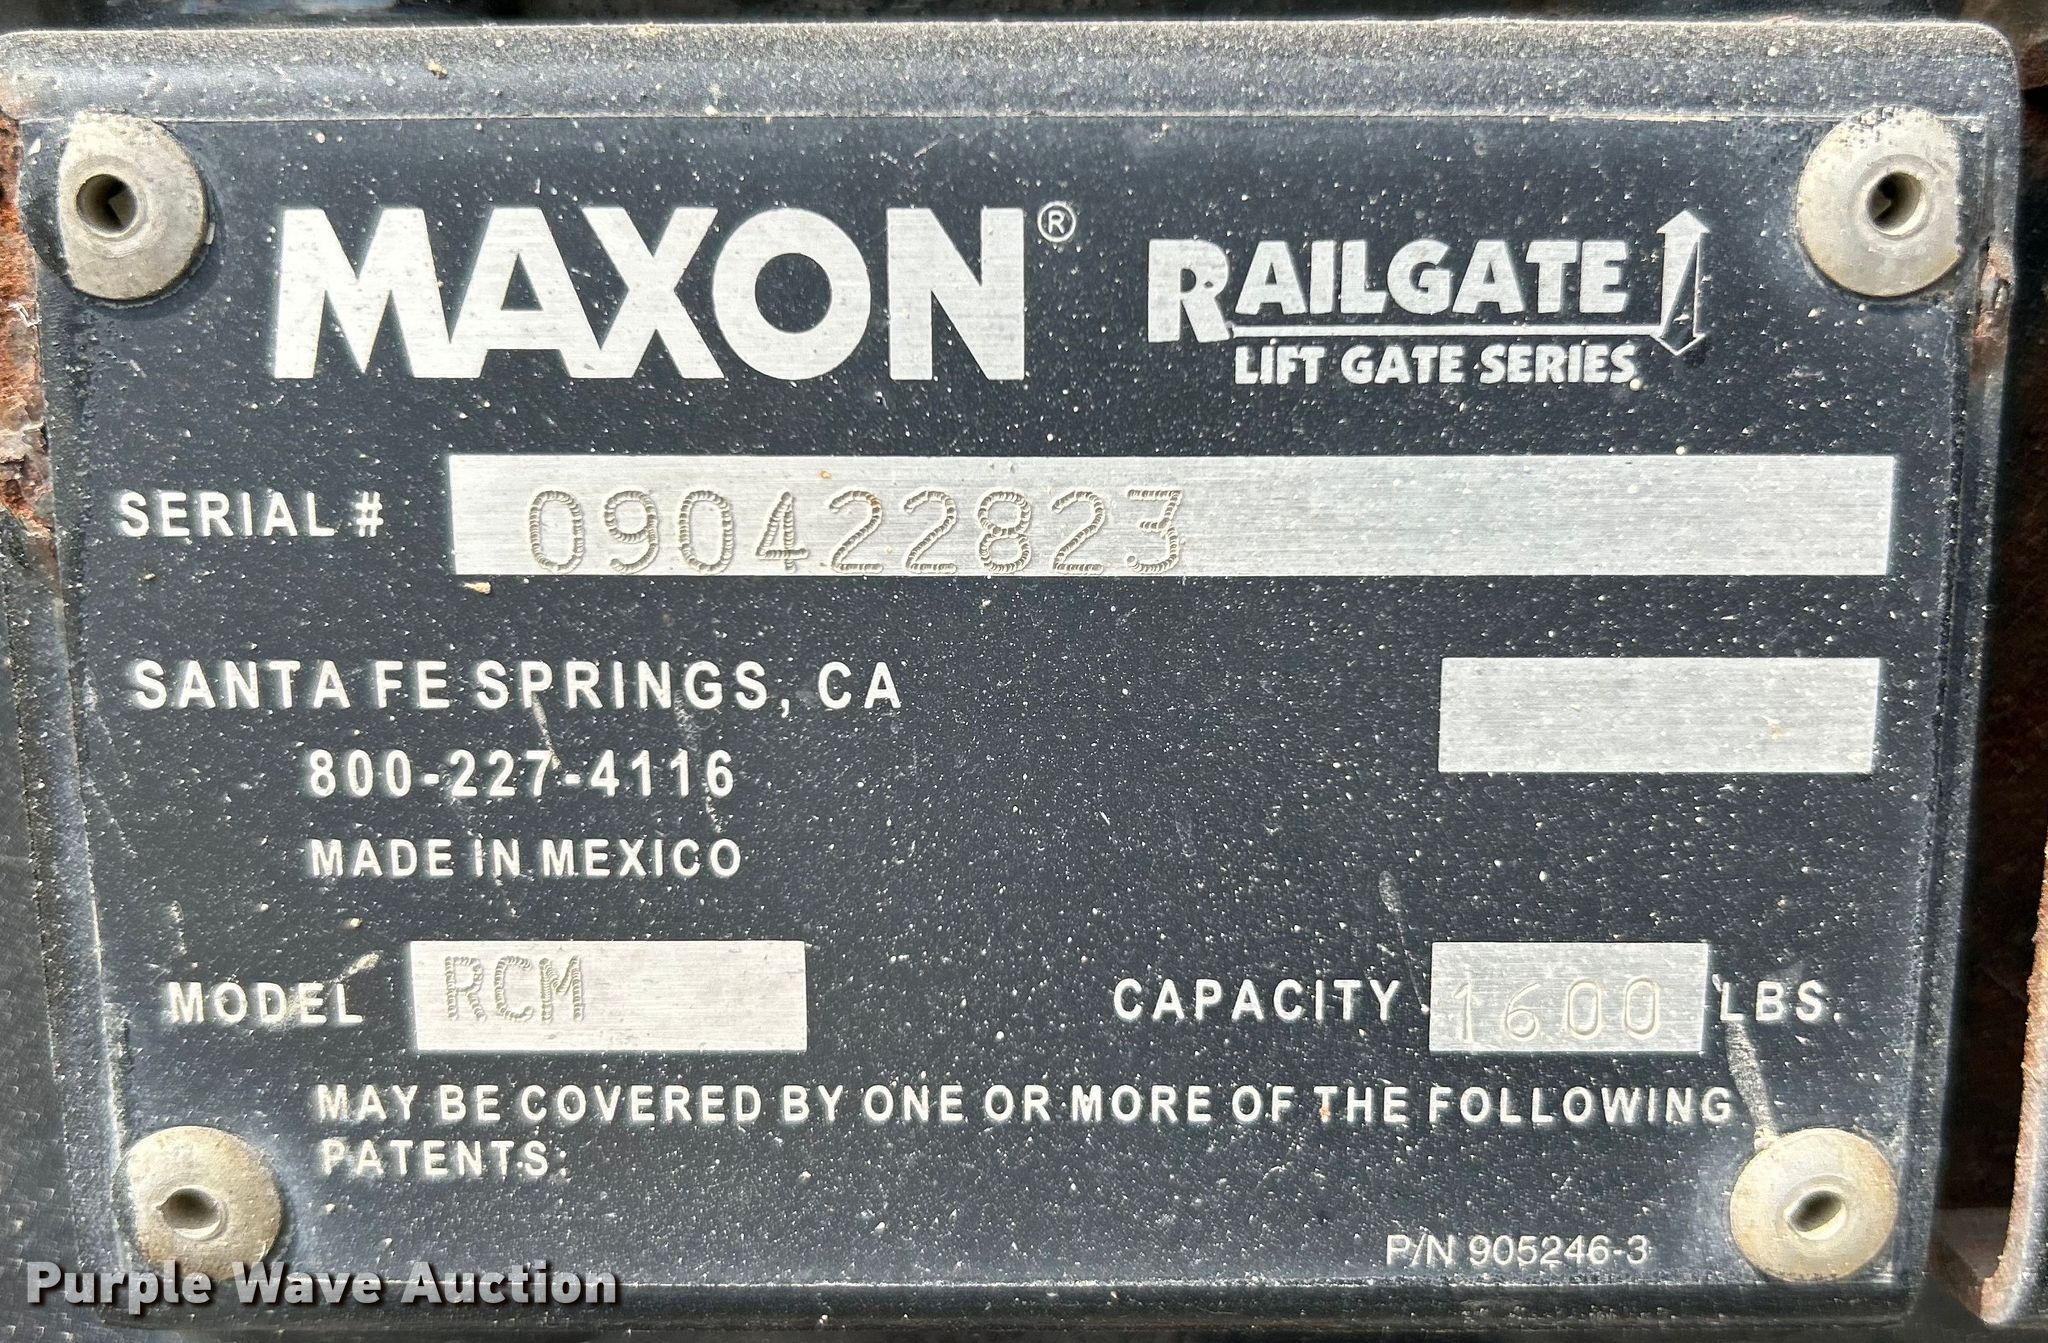 MAXON® RAILGATE
LIFT GATE SERIES
SERIAL # 090422823
SANTA FE SPRINGS, CA
800-227-4116
MADE IN MEXICO
MODEL RCM CAPACITY 1600 LBS.
MAY BE COVERED BY ONE OR MORE OF THE FOLLOWING
PATENTS:
P/N 905246-3
Purple Wave Auction